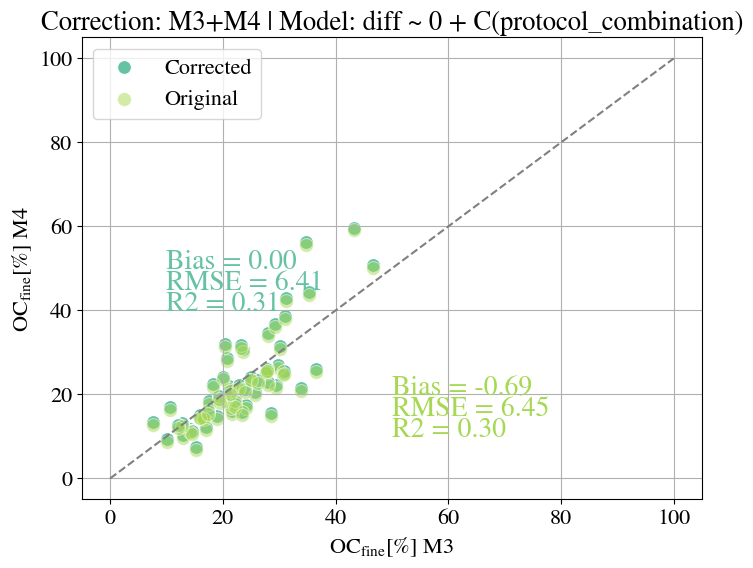 Correction: M3+M4 | Model: diff ~ 0 + C(protocol_combination)
100
80
60
40
20
0
Corrected
Original
Bias = 0.00
RMSE = 6.41
R2 = 0.31
Bias = -0.69
RMSE = 6.45
R2 = 0.30
0
20
40
60
80
100
OCfine[%] M3
OCfine[%] M4